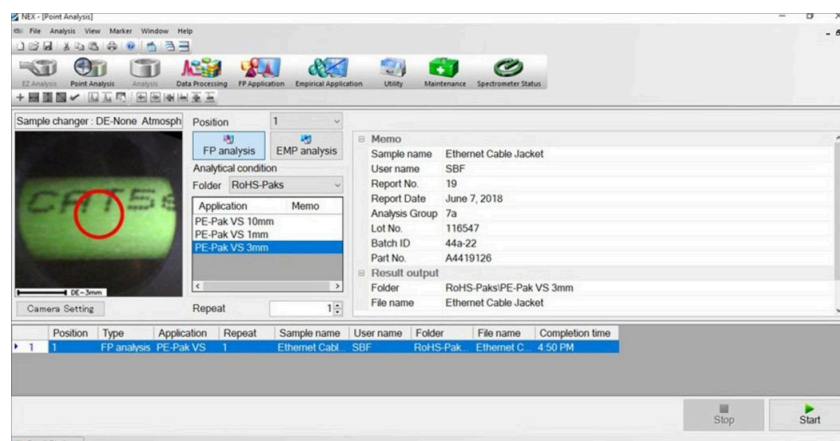 NEX - [Point Analysis]
File Analysis View Marker Window Help
EZ Analysis Point Analysis Analysis Data Processing FP Application Empirical Application Utility Maintenance Spectrometer Status
Sample changer : DE-None Atmosph
Position 1
FP analysis EMP analysis
Analytical condition
Folder RoHS-Paks
Application Memo
PE-Pak VS 10mm
PE-Pak VS 1mm
PE-Pak VS 3mm
Repeat 1
CAT5e
DE - 3mm
Camera Setting
Memo
Sample name Ethernet Cable Jacket
User name SBF
Report No. 19
Report Date June 7, 2018
Analysis Group 7a
Lot No. 116547
Batch ID 44a-22
Part No. A4419126
Result output
Folder RoHS-Paks\PE-Pak VS 3mm
File name Ethernet Cable Jacket
Position Type Application Repeat Sample name User name Folder File name Completion time
1 1 FP analysis PE-Pak VS 1 Ethernet Cabl... SBF RoHS-Pak... Ethernet C... 4:50 PM
Stop Start